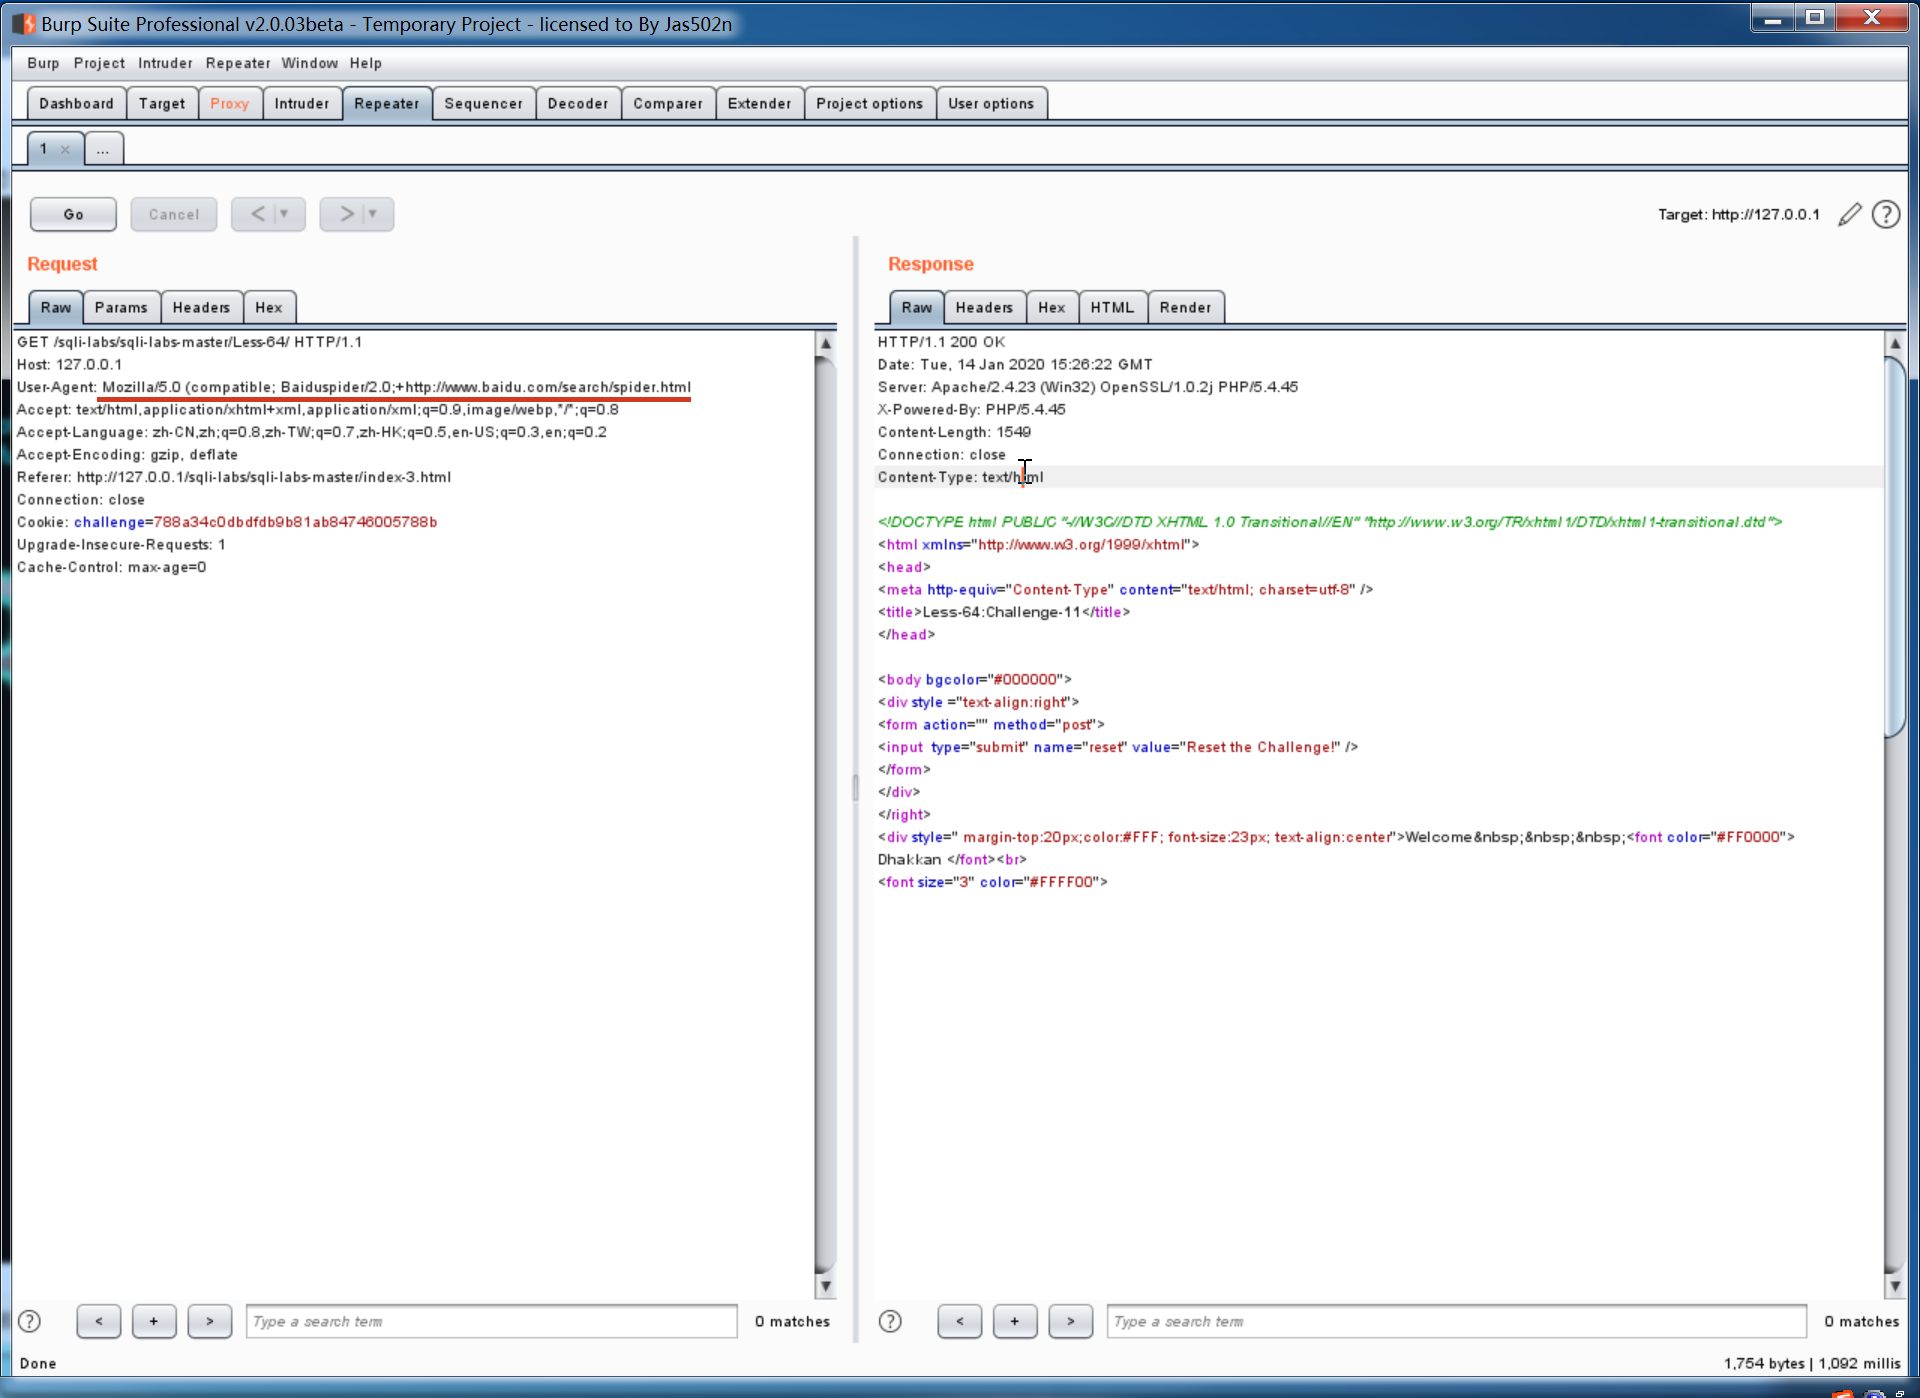 Burp Suite Professional v2.0.03beta - Temporary Project - licensed to By Jas502n
Burp Project Intruder Repeater Window Help
Dashboard Target Proxy Intruder Repeater Sequencer Decoder Comparer Extender Project options User options
1 × ...
Go Cancel < ▼ > ▼ Target: http://127.0.0.1 ?
Request
Raw Params Headers Hex
GET /sqli-labs/sqli-labs-master/Less-64/ HTTP/1.1
Host: 127.0.0.1
User-Agent: Mozilla/5.0 (compatible; Baiduspider/2.0;+http://www.baidu.com/search/spider.html
Accept: text/html,application/xhtml+xml,application/xml;q=0.9,image/webp,*/*;q=0.8
Accept-Language: zh-CN,zh;q=0.8,zh-TW;q=0.7,zh-HK;q=0.5,en-US;q=0.3,en;q=0.2
Accept-Encoding: gzip, deflate
Referer: http://127.0.0.1/sqli-labs/sqli-labs-master/index-3.html
Connection: close
Cookie: challenge=788a34c0dbdfdb9b81ab84746005788b
Upgrade-Insecure-Requests: 1
Cache-Control: max-age=0
? < + > Type a search term 0 matches
Response
Raw Headers Hex HTML Render
HTTP/1.1 200 OK
Date: Tue, 14 Jan 2020 15:26:22 GMT
Server: Apache/2.4.23 (Win32) OpenSSL/1.0.2j PHP/5.4.45
X-Powered-By: PHP/5.4.45
Content-Length: 1549
Connection: close
Content-Type: text/html
<!DOCTYPE html PUBLIC "-//W3C//DTD XHTML 1.0 Transitional//EN" "http://www.w3.org/TR/xhtml1/DTD/xhtml1-transitional.dtd">
<html xmlns="http://www.w3.org/1999/xhtml">
<head>
<meta http-equiv="Content-Type" content="text/html; charset=utf-8" />
<title>Less-64:Challenge-11</title>
</head>
<body bgcolor="#000000">
<div style ="text-align:right">
<form action="" method="post">
<input  type="submit" name="reset" value="Reset the Challenge!" />
</form>
</div>
</right>
<div style=" margin-top:20px;color:#FFF; font-size:23px; text-align:center">Welcome&nbsp;&nbsp;&nbsp;<font color="#FF0000">
Dhakkan </font><br>
<font size="3" color="#FFFF00">
? < + > Type a search term 0 matches
Done 1,754 bytes | 1,092 millis